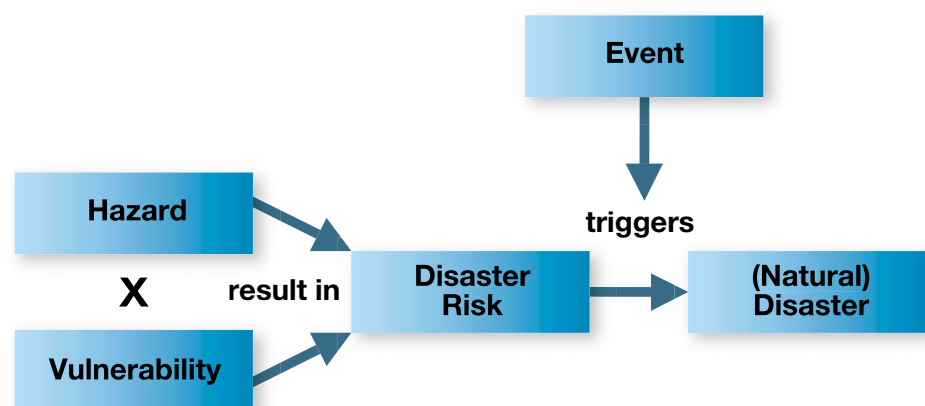 Event
Hazard
triggers
X
result in
Disaster
Risk
(Natural)
Disaster
Vulnerability